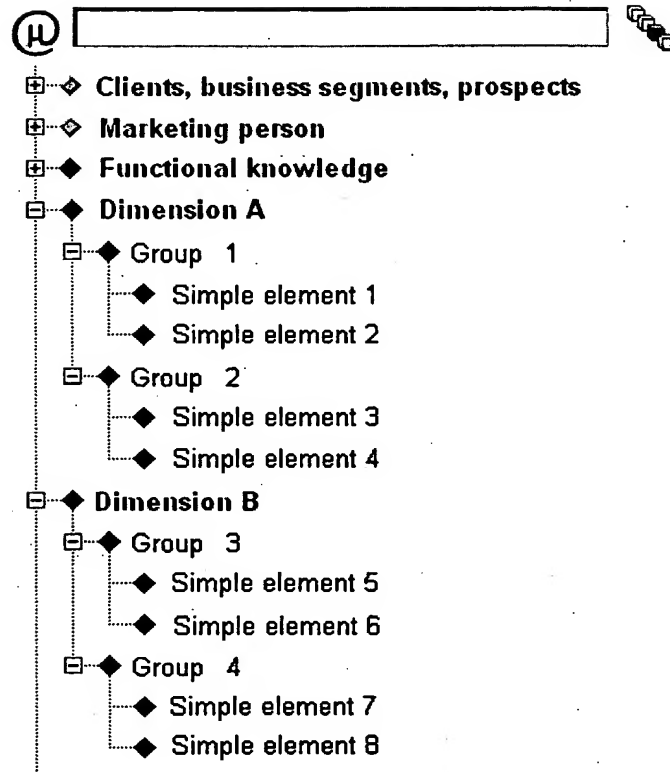 μ
Clients, business segments, prospects
Marketing person
Functional knowledge
Dimension A
Group 1
Simple element 1
Simple element 2
Group 2
Simple element 3
Simple element 4
Dimension B
Group 3
Simple element 5
Simple element 6
Group 4
Simple element 7
Simple element 8